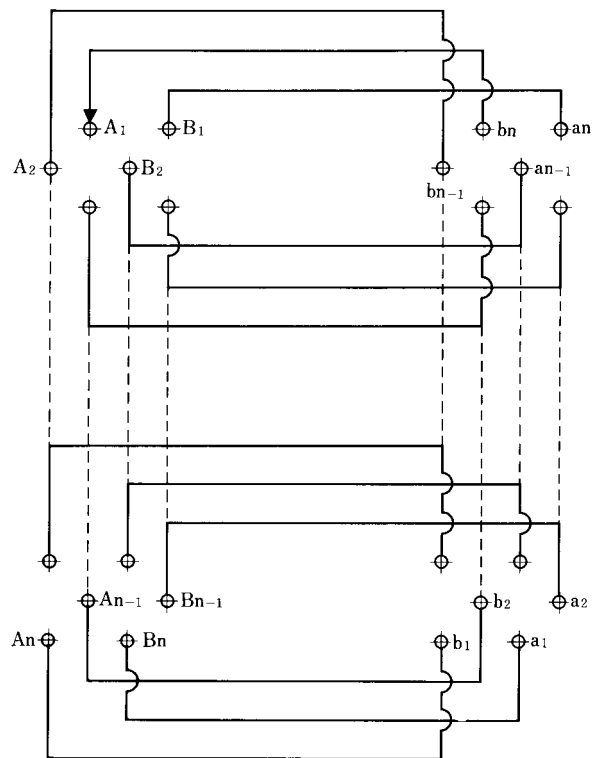 A₁ B₁ bn an
A₂ B₂ bn₋₁ an₋₁
An₋₁ Bn₋₁ b₂ a₂
An Bn b₁ a₁